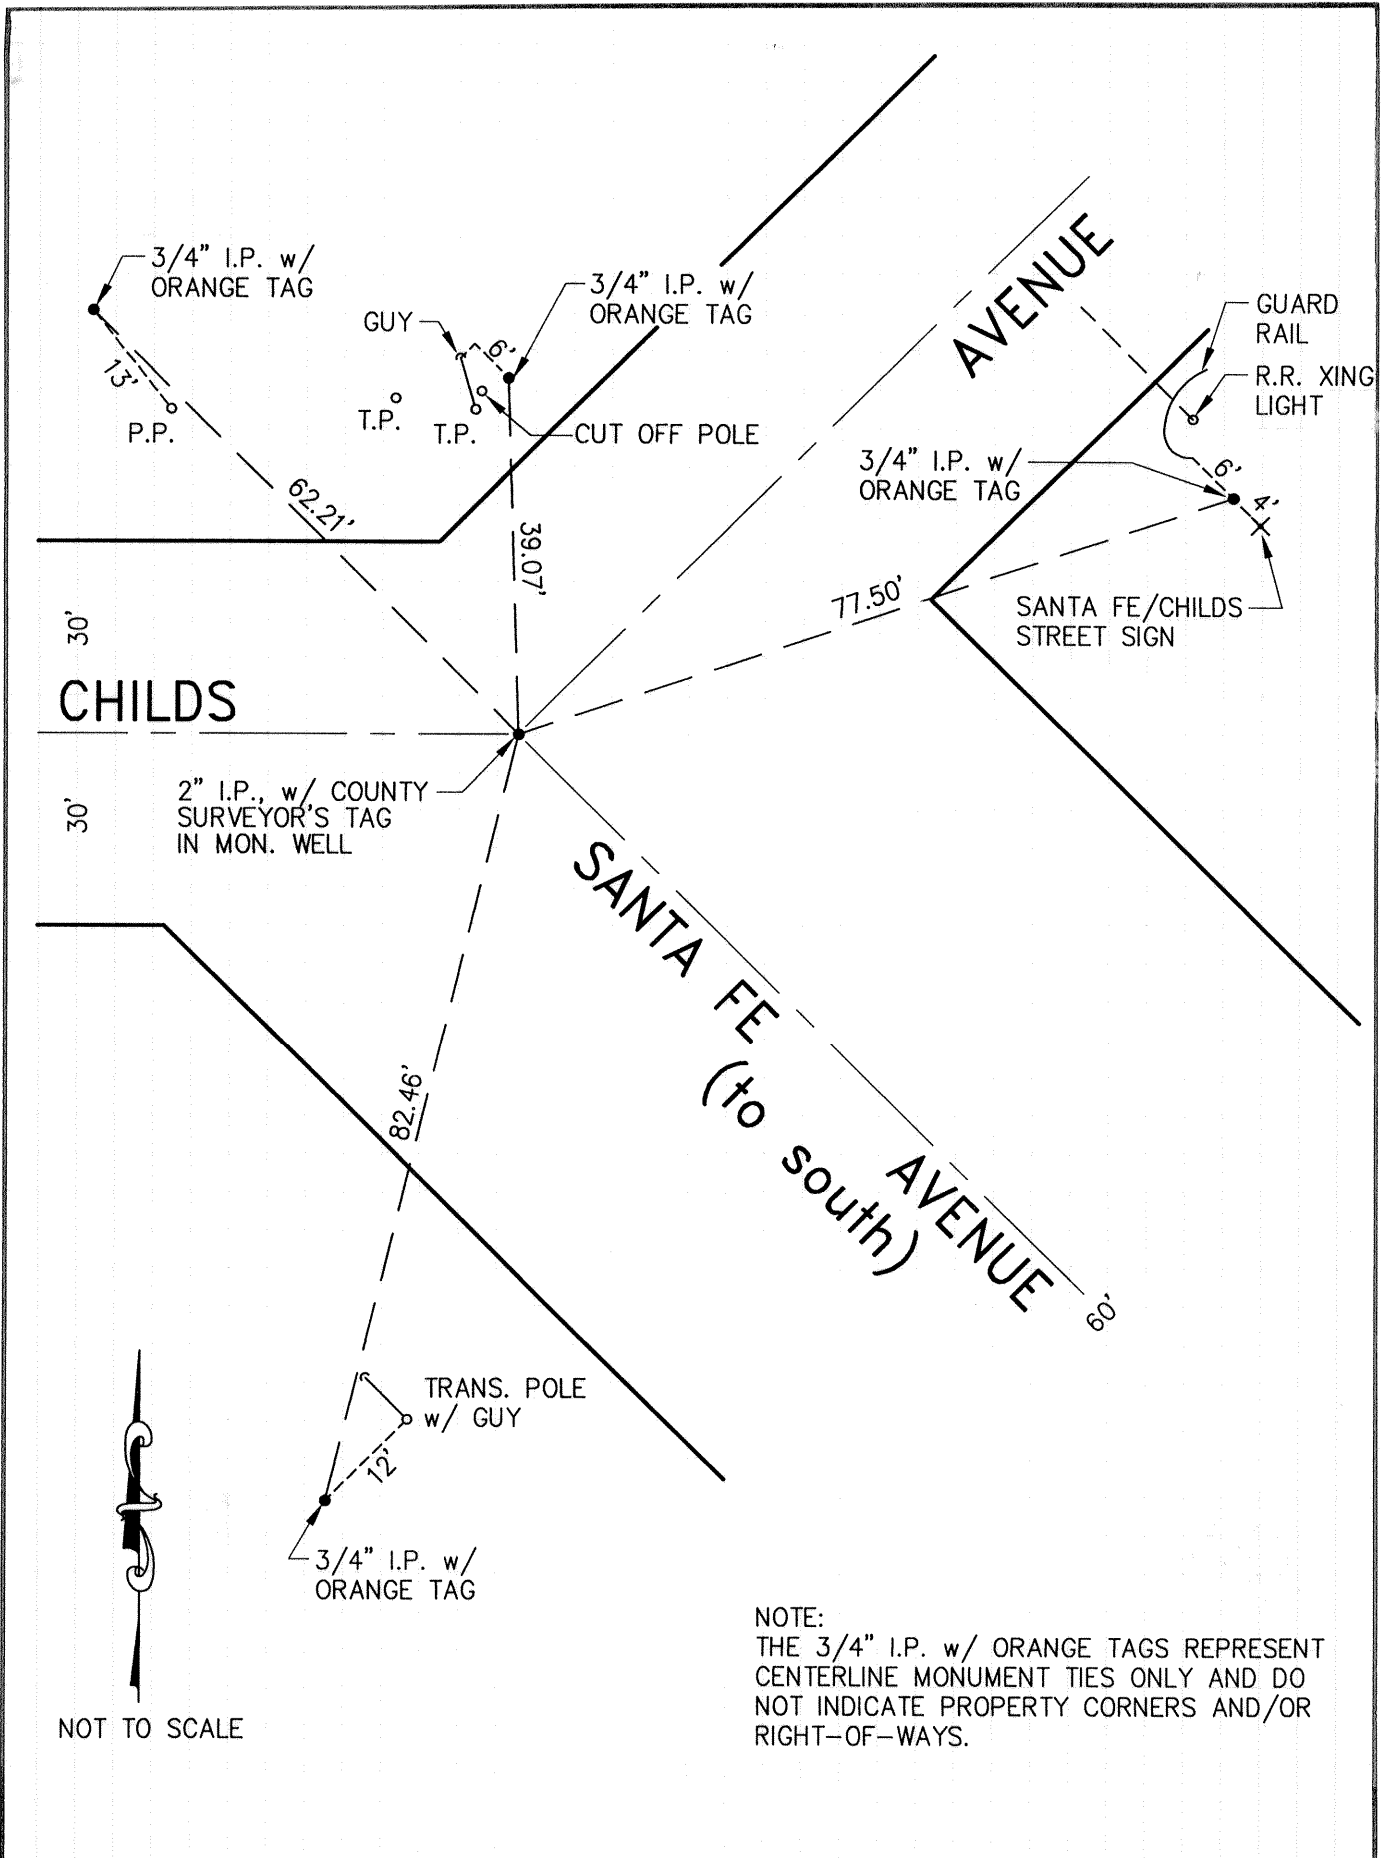 3/4" I.P. w/
ORANGE TAG
13'
P.P.
GUY
6'
3/4" I.P. w/
ORANGE TAG
T.P.
T.P.
CUT OFF POLE
AVENUE
GUARD
RAIL
R.R. XING
LIGHT
3/4" I.P. w/
ORANGE TAG
6'
4'
SANTA FE/CHILDS
STREET SIGN
62.21'
39.07'
77.50'
30'
CHILDS
30'
2" I.P., w/ COUNTY
SURVEYOR'S TAG
IN MON. WELL
SANTA FE AVENUE
(to south)
60'
82.46'
TRANS. POLE
w/ GUY
12'
3/4" I.P. w/
ORANGE TAG
NOT TO SCALE
NOTE:
THE 3/4" I.P. w/ ORANGE TAGS REPRESENT
CENTERLINE MONUMENT TIES ONLY AND DO
NOT INDICATE PROPERTY CORNERS AND/OR
RIGHT-OF-WAYS.